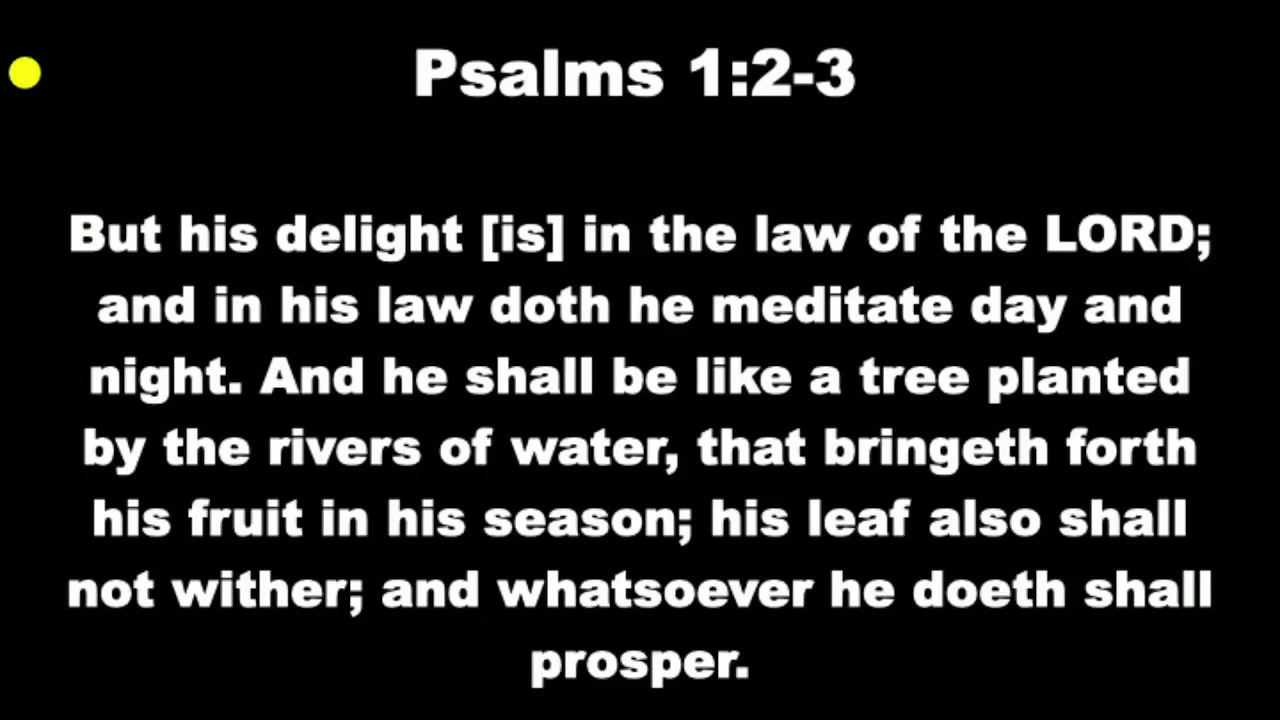 Psalms 1:2-3
But his delight [is] in the law of the LORD;
and in his law doth he meditate day and
night. And he shall be like a tree planted
by the rivers of water, that bringeth forth
his fruit in his season; his leaf also shall
not wither; and whatsoever he doeth shall
prosper.